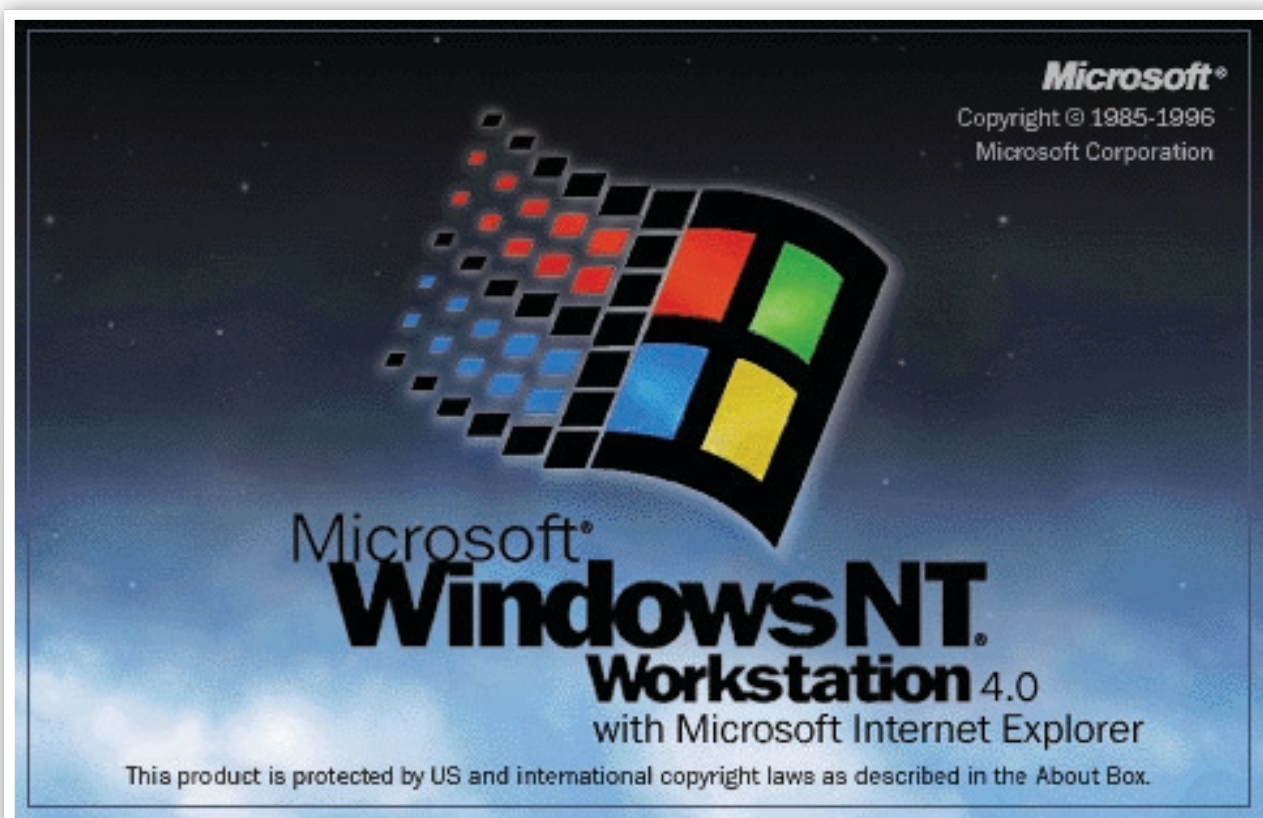 Microsoft®
Copyright © 1985-1996
Microsoft Corporation
Microsoft®
Windows NT®
Workstation 4.0
with Microsoft Internet Explorer
This product is protected by US and international copyright laws as described in the About Box.